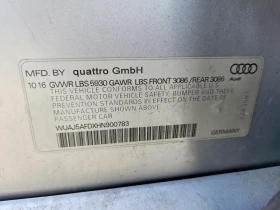 MFD. BY quattro GmbH
Audi
10 16 GVWR LBS 5930 GAWR LBS.FRONT 3086 /REAR 3086
THIS VEHICLE CONFORMS TO ALL APPLICABLE U.S.
FEDERAL MOTOR VEHICLE SAFETY, BUMPER, AND THEFT
PREVENTION STANDARDS IN EFFECT ON THE DATE OF
MANUFACTURE SHOWN ABOVE.
PASSENGER CAR
WUAJ5AFDXHN900783
GERMANY